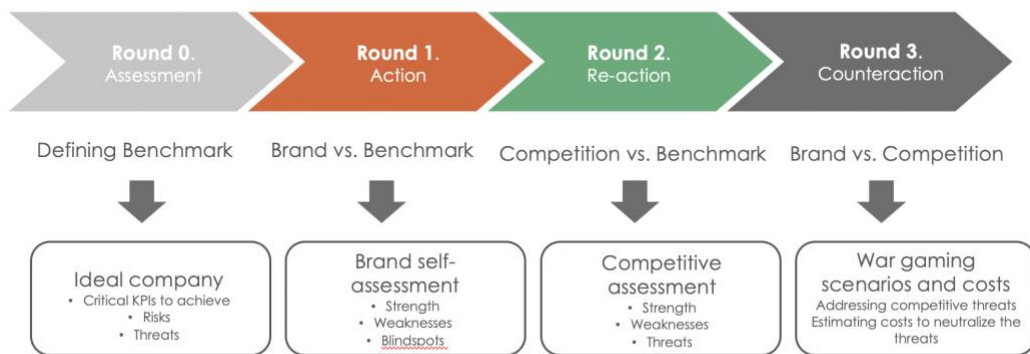 Round 0.
Assessment
Round 1.
Action
Round 2.
Re-action
Round 3.
Counteraction
Defining Benchmark
Brand vs. Benchmark
Competition vs. Benchmark
Brand vs. Competition
Ideal company
• Critical KPIs to achieve
• Risks
• Threats
Brand self-
assessment
• Strength
• Weaknesses
• Blindspots
Competitive
assessment
• Strength
• Weaknesses
• Threats
War gaming
scenarios and costs
Addressing competitive threats
Estimating costs to neutralize the
threats